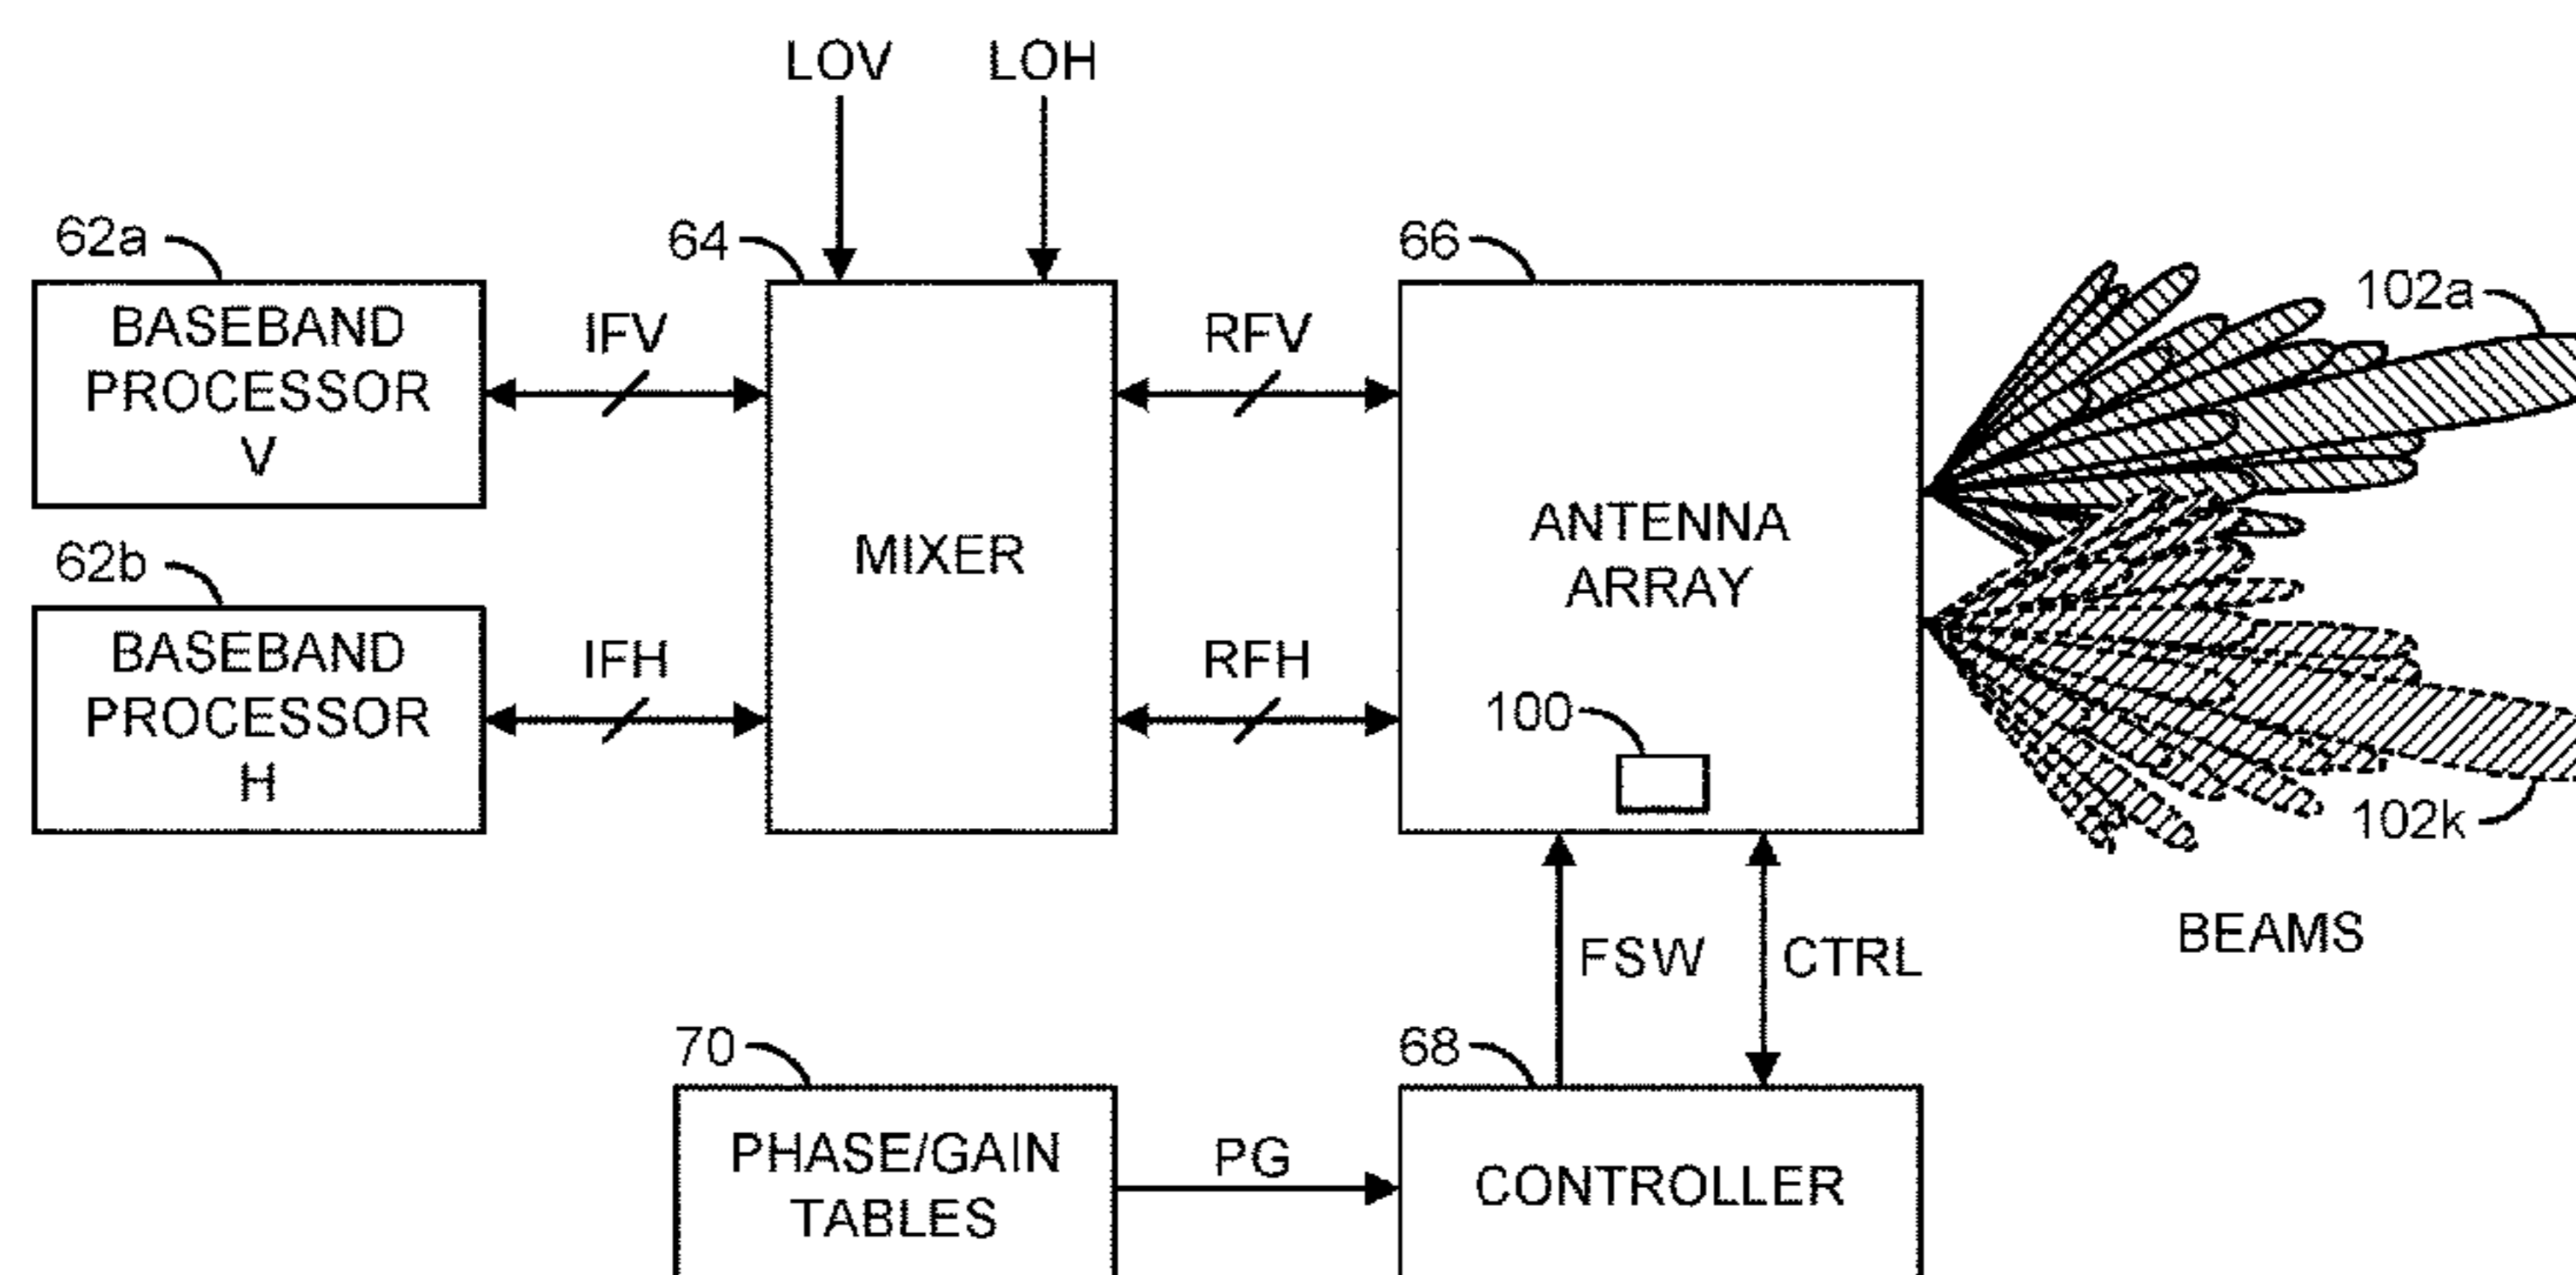 LOV
LOH
62a
64
66
102a
BASEBAND
PROCESSOR
V
IFV
RFV
62b
BASEBAND
PROCESSOR
H
IFH
MIXER
RFH
ANTENNA
ARRAY
100
102k
BEAMS
FSW
CTRL
70
68
PHASE/GAIN
TABLES
PG
CONTROLLER